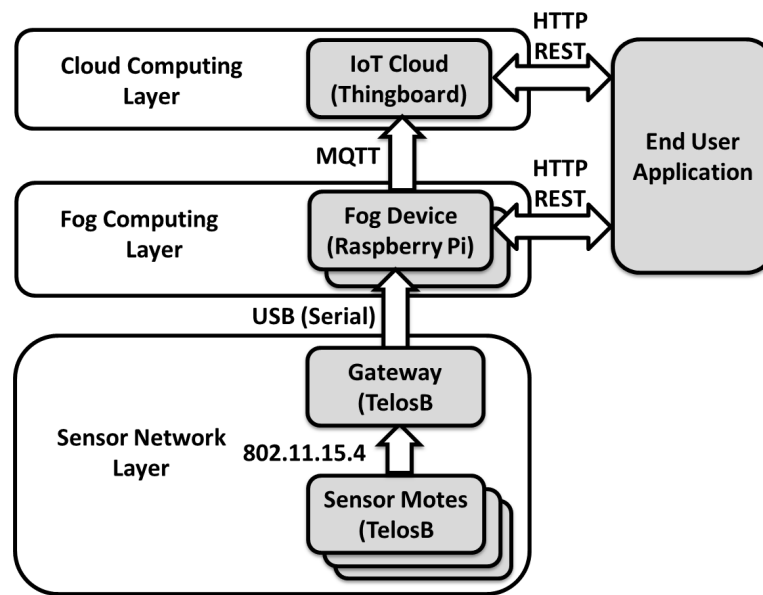 HTTP
REST
Cloud Computing
Layer
IoT Cloud
(Thingboard)
MQTT
End User
Application
HTTP
REST
Fog Computing
Layer
Fog Device
(Raspberry Pi)
USB (Serial)
Gateway
(TelosB
Sensor Network
Layer
802.11.15.4
Sensor Motes
(TelosB